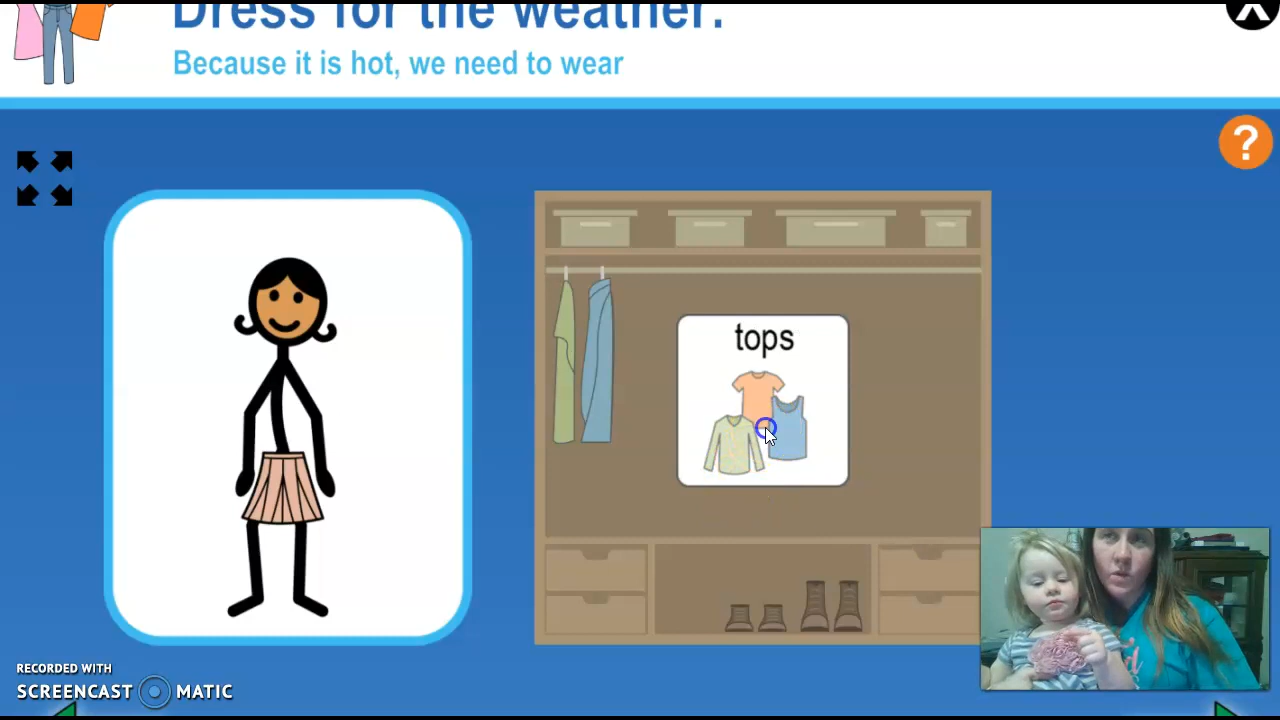 Dress for the weather.
Because it is hot, we need to wear
?
tops
RECORDED WITH
SCREENCAST MATIC